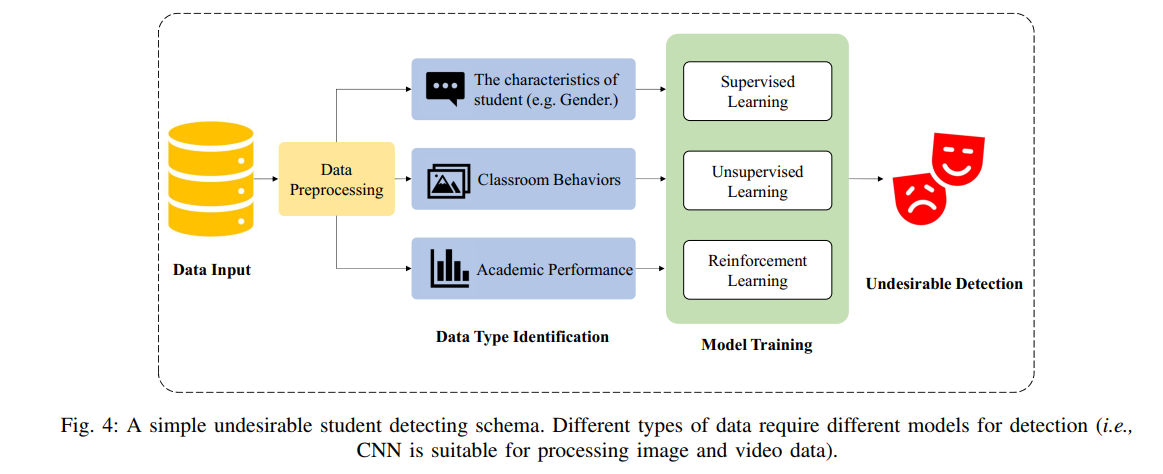 The characteristics of
student (e.g. Gender.)
Supervised
Learning
Data
Preprocessing
Classroom Behaviors
Unsupervised
Learning
Data Input
Academic Performance
Reinforcement
Learning
Undesirable Detection
Data Type Identification
Model Training
Fig. 4: A simple undesirable student detecting schema. Different types of data require different models for detection (i.e.,
CNN is suitable for processing image and video data).